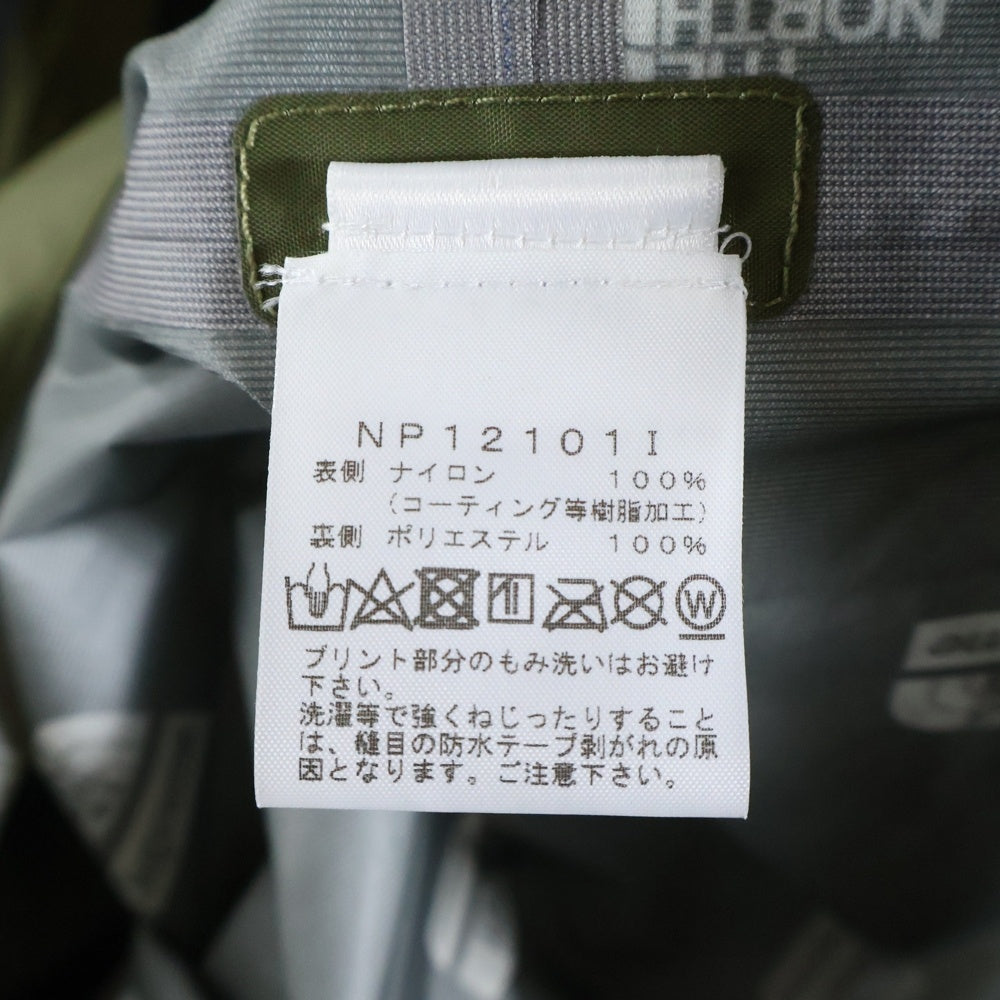 NORTH
NP12101I
表側 ナイロン 100%
(コーティング等樹脂加工)
裏側 ポリエステル 100%
W
プリント部分のもみ洗いはお避け
下さい。
洗濯等で強くねじったりすること
は、縫目の防水テープ剥がれの原
因となります。ご注意下さい。